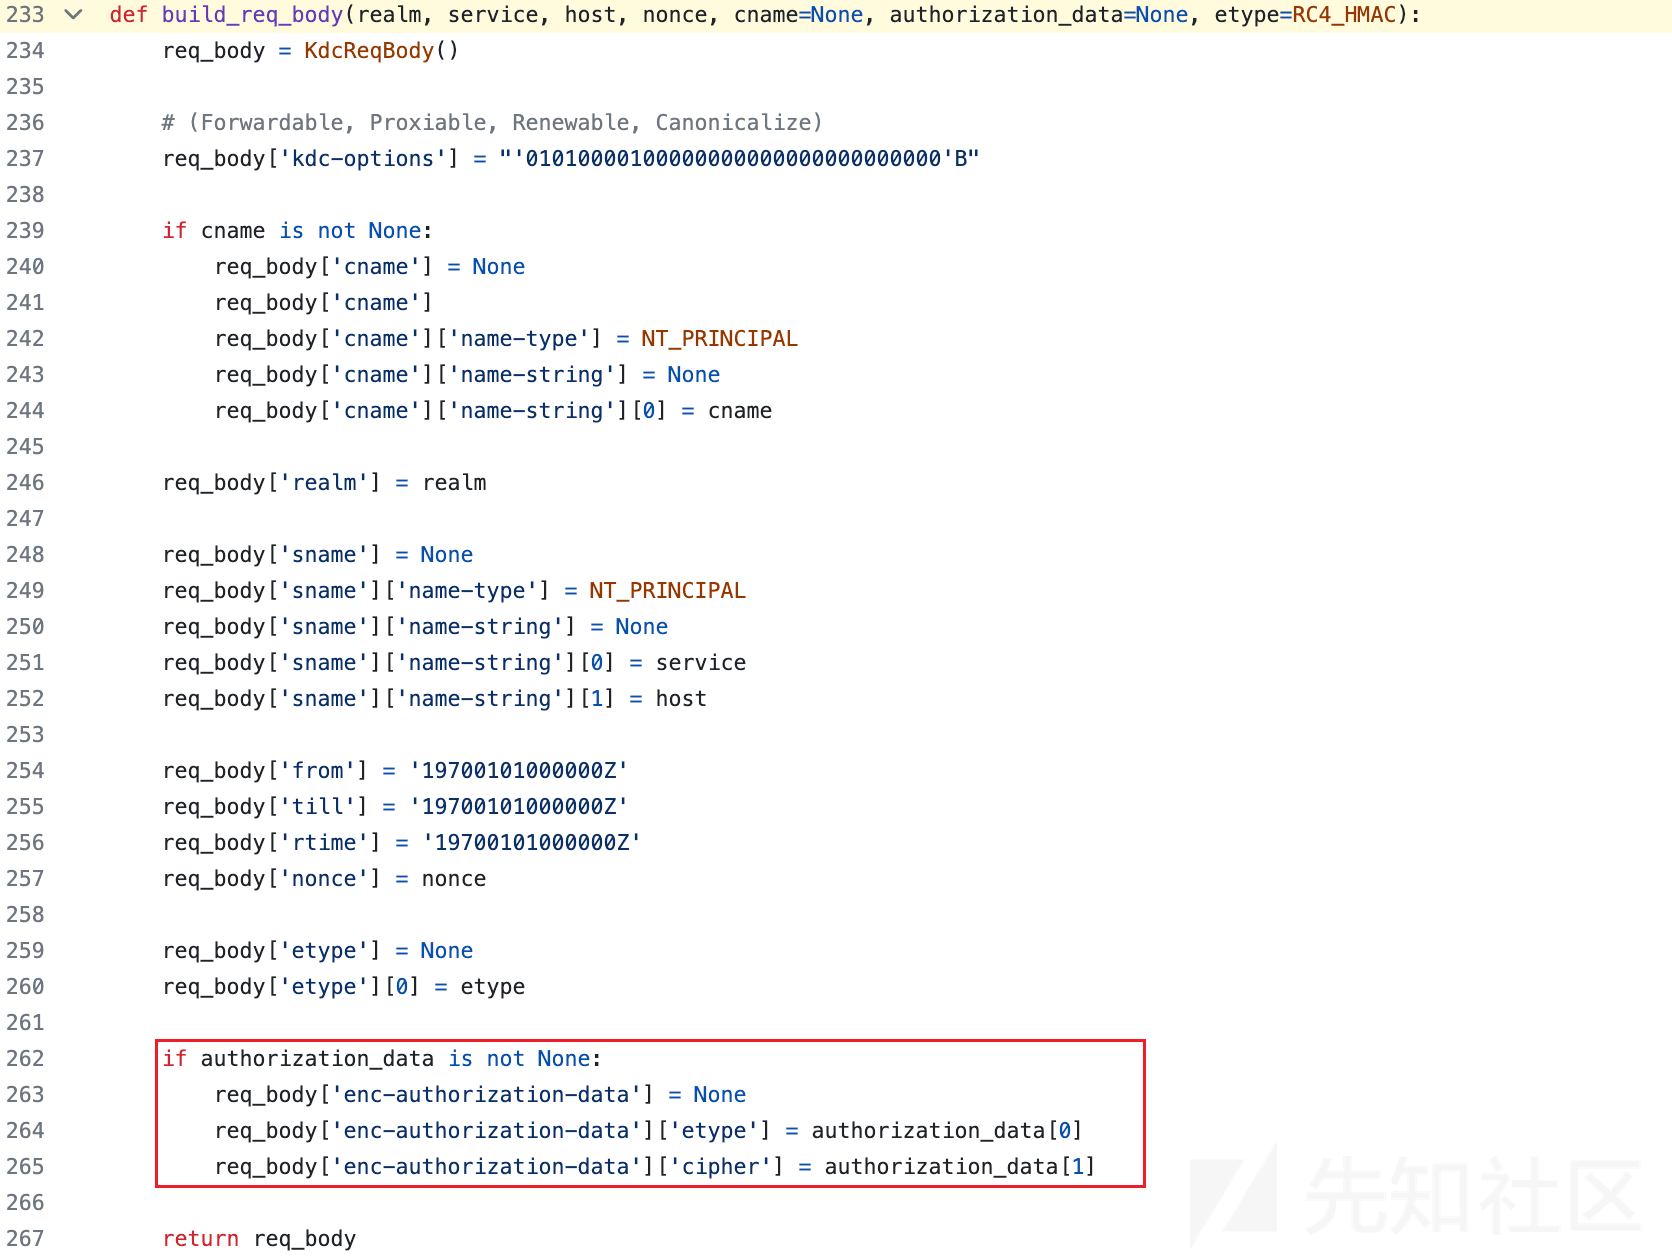 233 def build_req_body(realm, service, host, nonce, cname=None, authorization_data=None, etype=RC4_HMAC):
234 req_body = KdcReqBody()
235
236 # (Forwardable, Proxiable, Renewable, Canonicalize)
237 req_body['kdc-options'] = "'01010000100000000000000000000000'B"
238
239 if cname is not None:
240 req_body['cname'] = None
241 req_body['cname']
242 req_body['cname']['name-type'] = NT_PRINCIPAL
243 req_body['cname']['name-string'] = None
244 req_body['cname']['name-string'][0] = cname
245
246 req_body['realm'] = realm
247
248 req_body['sname'] = None
249 req_body['sname']['name-type'] = NT_PRINCIPAL
250 req_body['sname']['name-string'] = None
251 req_body['sname']['name-string'][0] = service
252 req_body['sname']['name-string'][1] = host
253
254 req_body['from'] = '19700101000000Z'
255 req_body['till'] = '19700101000000Z'
256 req_body['rtime'] = '19700101000000Z'
257 req_body['nonce'] = nonce
258
259 req_body['etype'] = None
260 req_body['etype'][0] = etype
261
262 if authorization_data is not None:
263 req_body['enc-authorization-data'] = None
264 req_body['enc-authorization-data']['etype'] = authorization_data[0]
265 req_body['enc-authorization-data']['cipher'] = authorization_data[1]
266
267 return req_body
先知社区